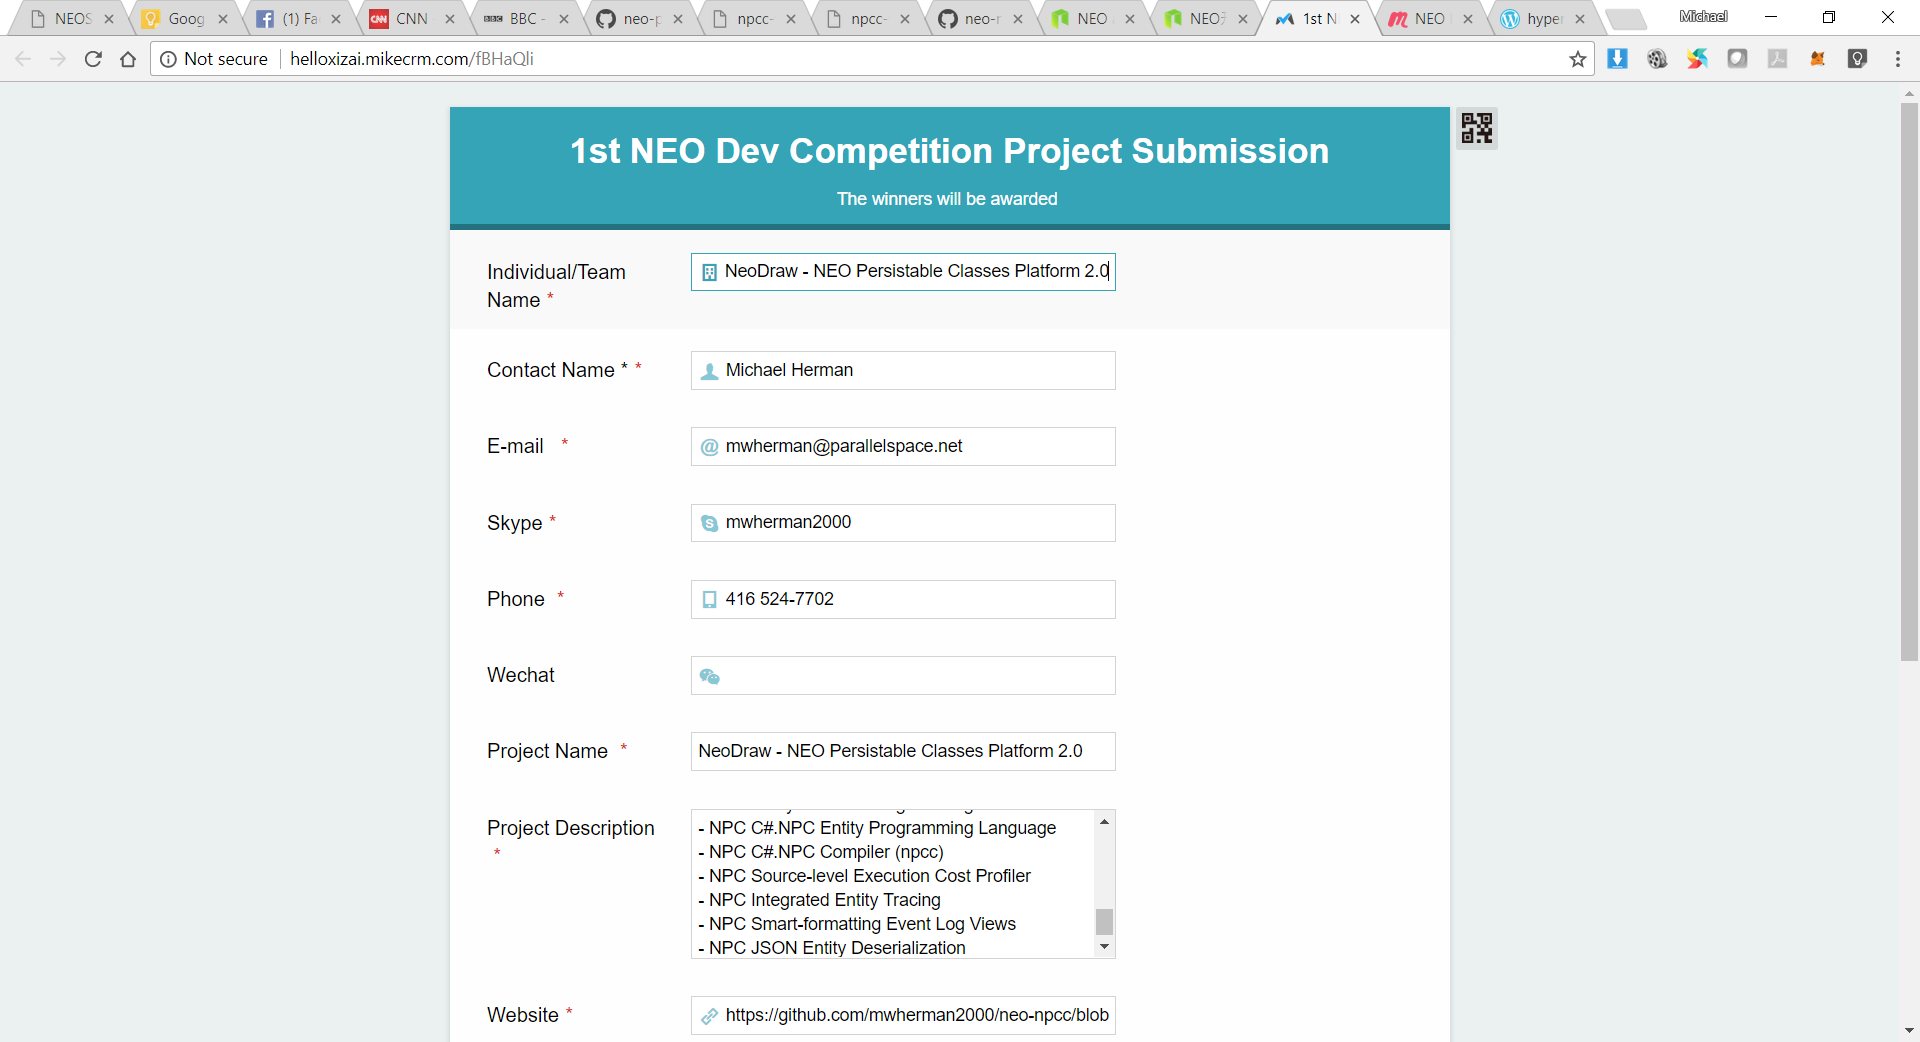 NEOS
Goog
(1) Fa
CNN
CNN
BBC
BBC -
neo-p
npcc-
npcc-
neo-r
NEO
NEO
1st N
NEO
hyper
Michael
Not secure
helloxizai.mikecrm.com/fBHaQli
1st NEO Dev Competition Project Submission
The winners will be awarded
Individual/Team
Name *
NeoDraw - NEO Persistable Classes Platform 2.0
Contact Name * *
Michael Herman
E-mail *
mwherman@parallelspace.net
Skype *
mwherman2000
Phone *
416 524-7702
Wechat
Project Name *
NeoDraw - NEO Persistable Classes Platform 2.0
Project Description
*
- NPC C#.NPC Entity Programming Language
- NPC C#.NPC Compiler (npcc)
- NPC Source-level Execution Cost Profiler
- NPC Integrated Entity Tracing
- NPC Smart-formatting Event Log Views
- NPC JSON Entity Deserialization
Website *
https://github.com/mwherman2000/neo-npcc/blob